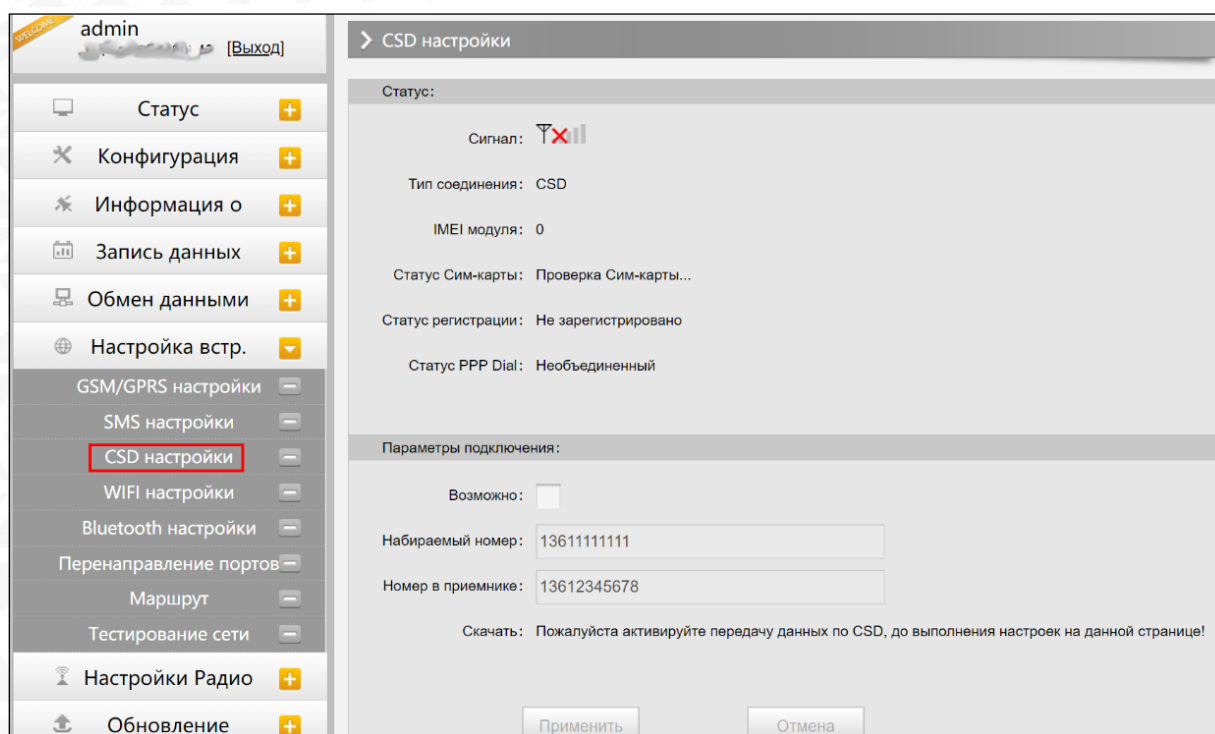 WELCOME
admin
[Выход]
Статус
Конфигурация
Информация о
Запись данных
Обмен данными
Настройка встр.
GSM/GPRS настройки
SMS настройки
CSD настройки
WIFI настройки
Bluetooth настройки
Перенаправление портов
Маршрут
Тестирование сети
Настройки Радио
Обновление
CSD настройки
Статус:
Сигнал:
Тип соединения: CSD
IMEI модуля: 0
Статус Сим-карты: Проверка Сим-карты...
Статус регистрации: Не зарегистрировано
Статус PPP Dial: Необъединенный
Параметры подключения:
Возможно:
Набираемый номер: 13611111111
Номер в приемнике: 13612345678
Скачать: Пожалуйста активируйте передачу данных по CSD, до выполнения настроек на данной странице!
Применить Отмена